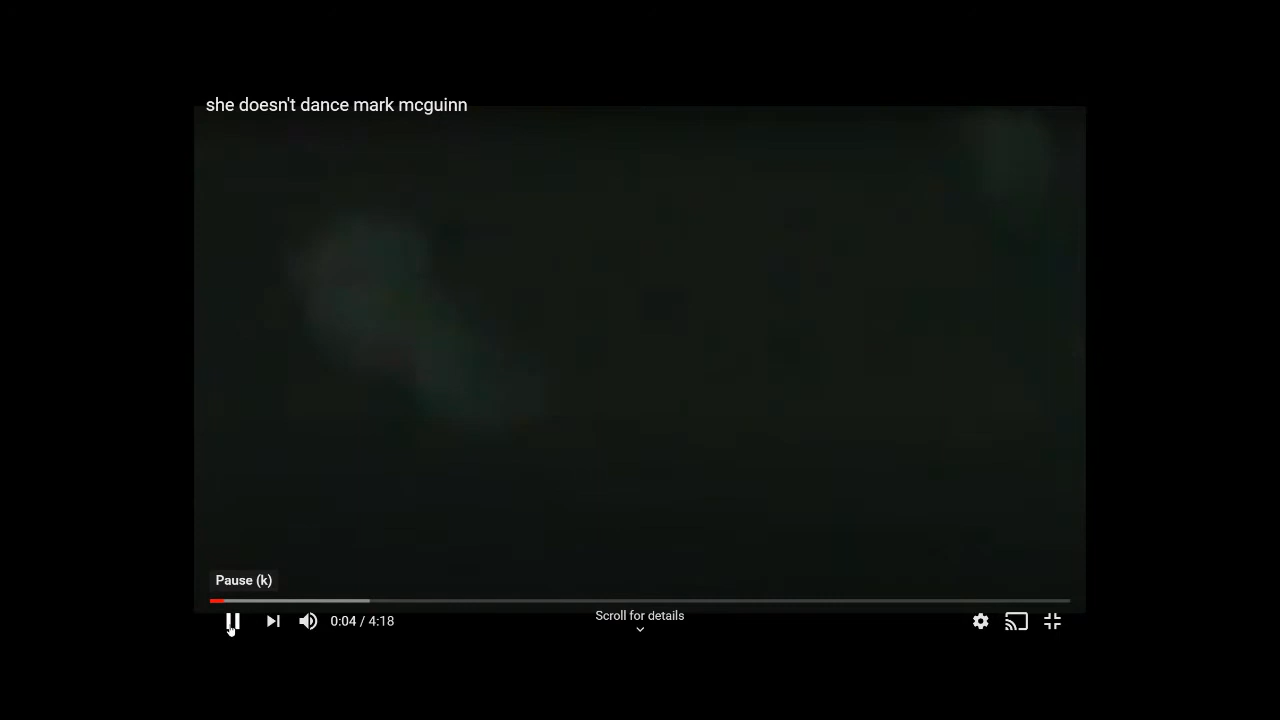 she doesn't dance mark mcguinn
Pause (k)
0:04 / 4:18
Scroll for details